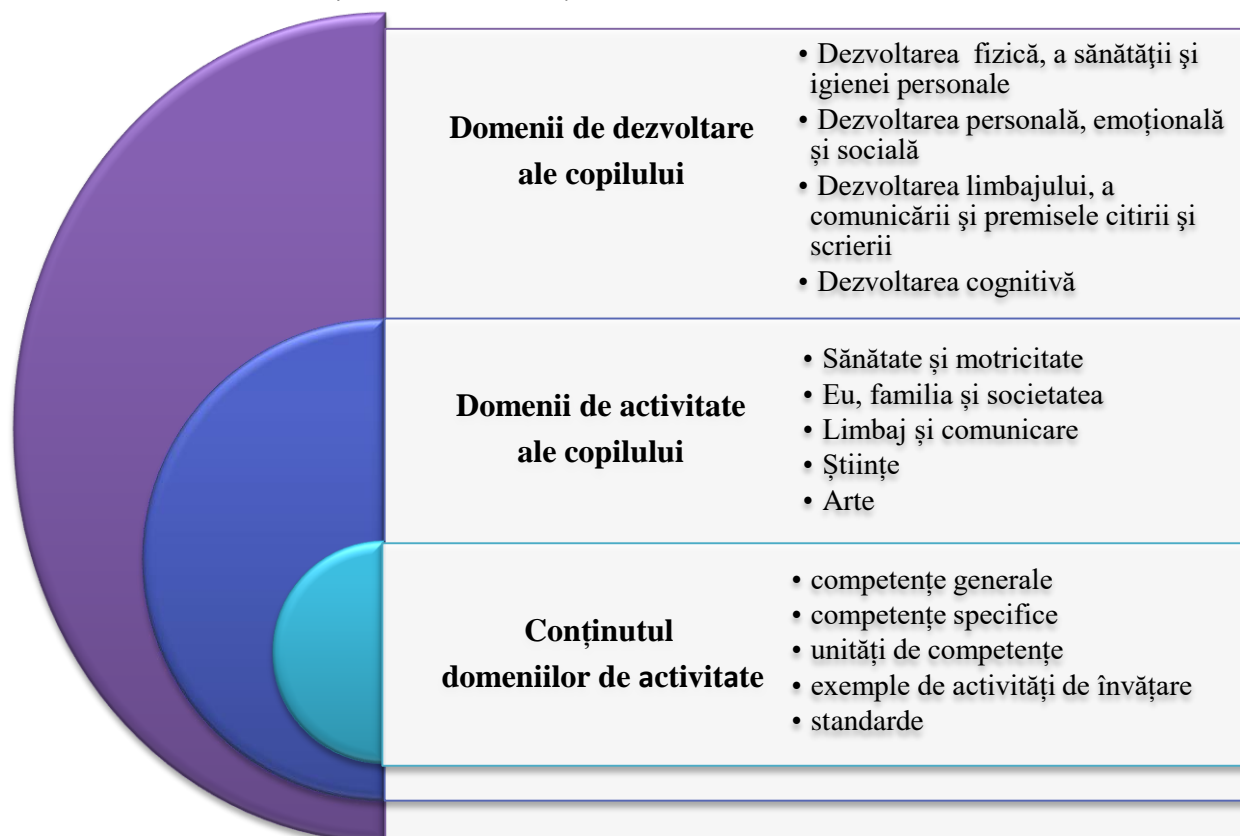 Domenii de dezvoltare
ale copilului
• Dezvoltarea fizică, a sănătăţii şi
igienei personale
• Dezvoltarea personală, emoțională
și socială
• Dezvoltarea limbajului, a
comunicării şi premisele citirii şi
scrierii
• Dezvoltarea cognitivă
Domenii de activitate
ale copilului
• Sănătate și motricitate
• Eu, familia și societatea
• Limbaj și comunicare
• Științe
• Arte
Conținutul
domeniilor de activitate
• competențe generale
• competențe specifice
• unități de competențe
• exemple de activități de învățare
• standarde